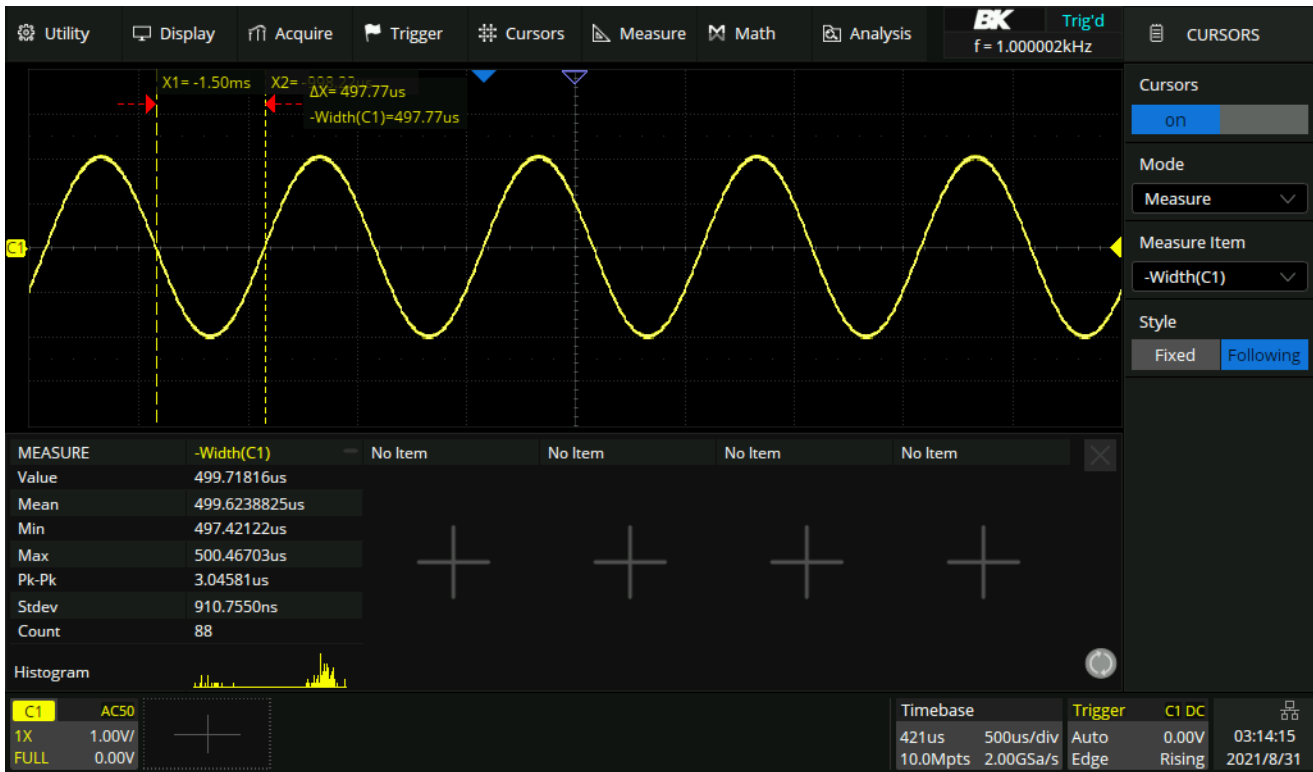 Utility Display Acquire Trigger Cursors Measure Math Analysis
BK Trig'd
f = 1.000002kHz
CURSORS
X1= -1.50ms X2=
ΔX= 497.77us
-Width(C1)=497.77us
C1
Cursors
on
Mode
Measure
Measure Item
-Width(C1)
Style
Fixed Following
MEASURE -Width(C1) No Item No Item No Item No Item
Value 499.71816us
Mean 499.6238825us
Min 497.42122us
Max 500.46703us
Pk-Pk 3.04581us
Stdev 910.7550ns
Count 88
Histogram
C1 AC50
1X 1.00V/
FULL 0.00V
Timebase
421us 500us/div
10.0Mpts 2.00GSa/s
Trigger C1 DC
Auto 0.00V
Edge Rising
03:14:15
2021/8/31